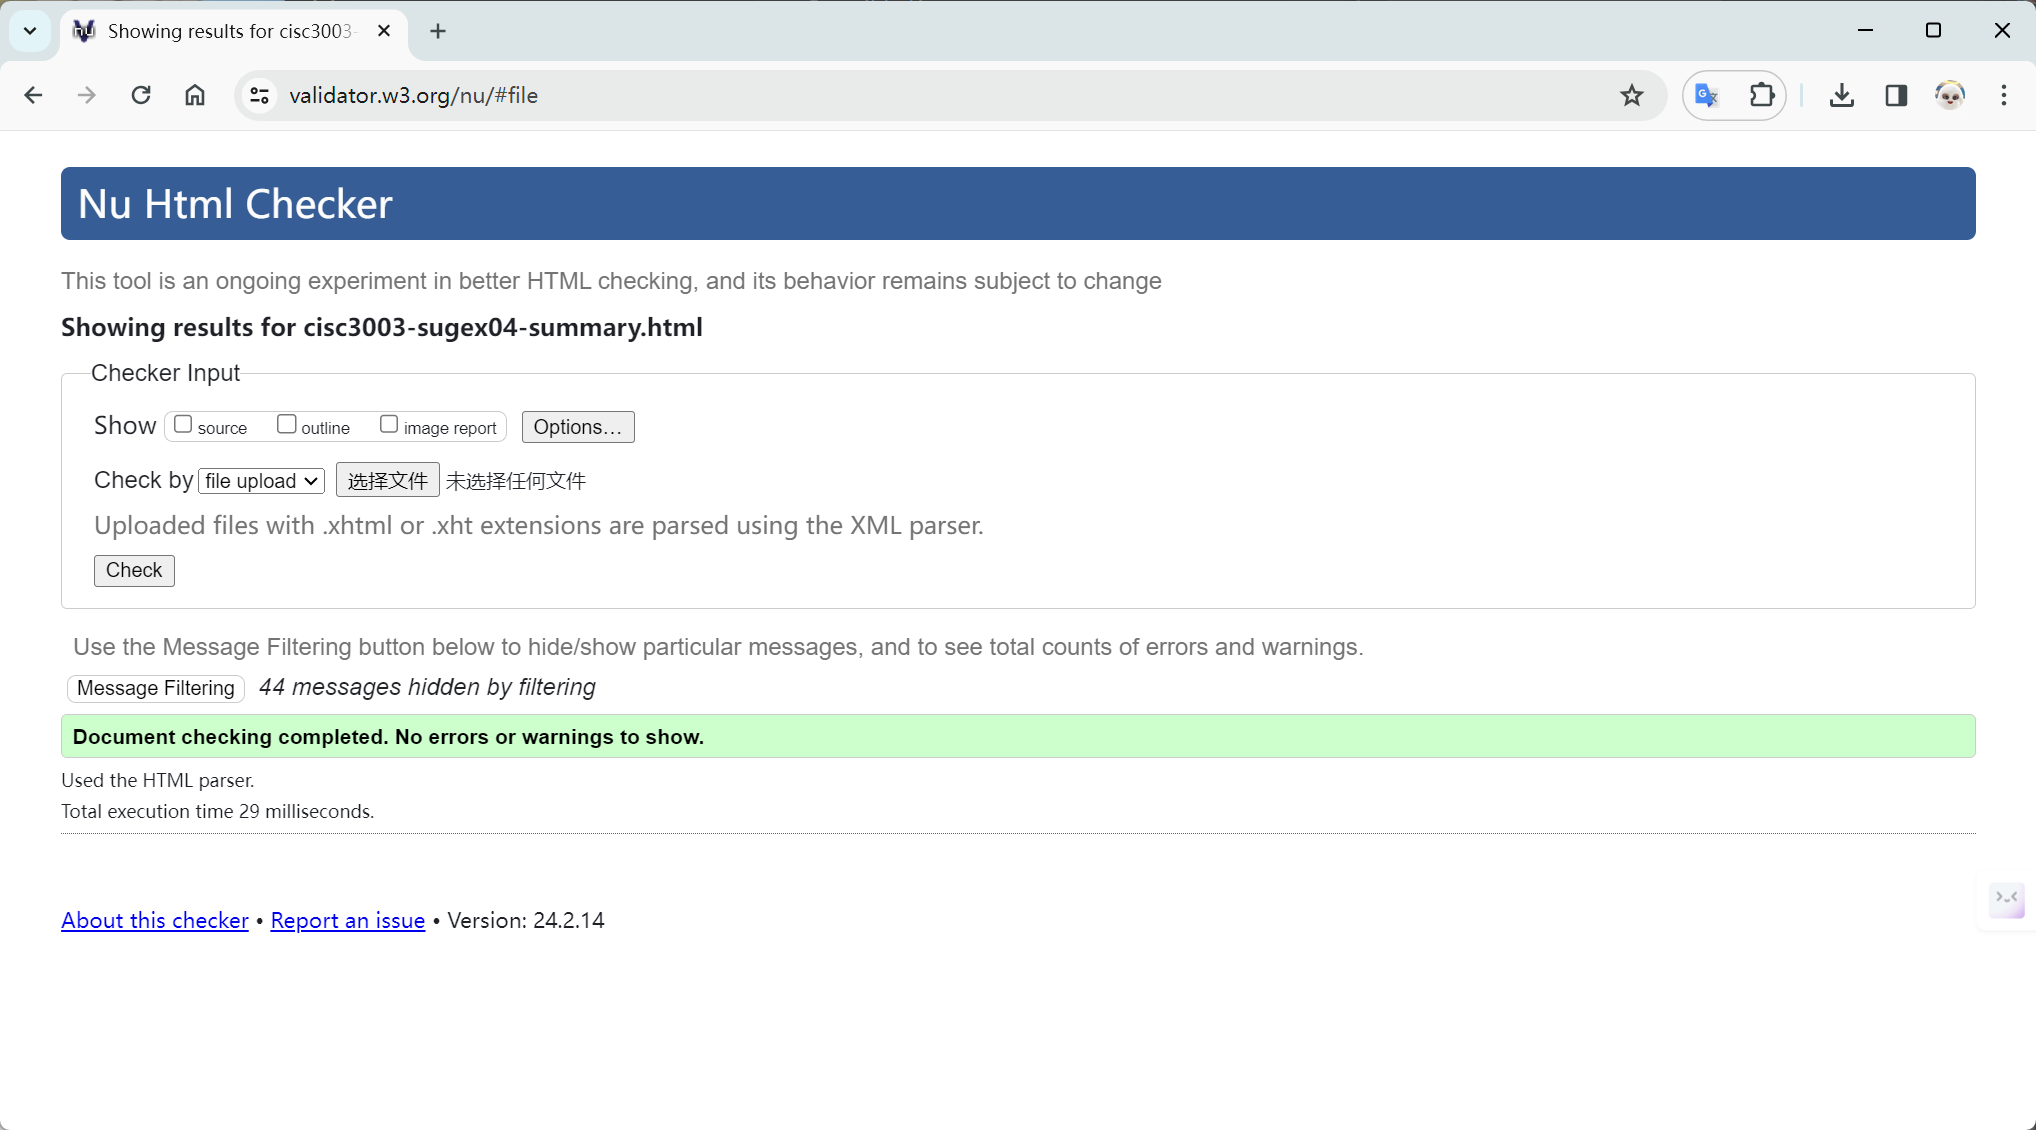 Showing results for cisc3003-
validator.w3.org/nu/#file
Nu Html Checker
This tool is an ongoing experiment in better HTML checking, and its behavior remains subject to change
Showing results for cisc3003-sugex04-summary.html
Checker Input
Show source outline image report Options…
Check by file upload 选择文件 未选择任何文件
Uploaded files with .xhtml or .xht extensions are parsed using the XML parser.
Check
Use the Message Filtering button below to hide/show particular messages, and to see total counts of errors and warnings.
Message Filtering 44 messages hidden by filtering
Document checking completed. No errors or warnings to show.
Used the HTML parser.
Total execution time 29 milliseconds.
About this checker • Report an issue • Version: 24.2.14